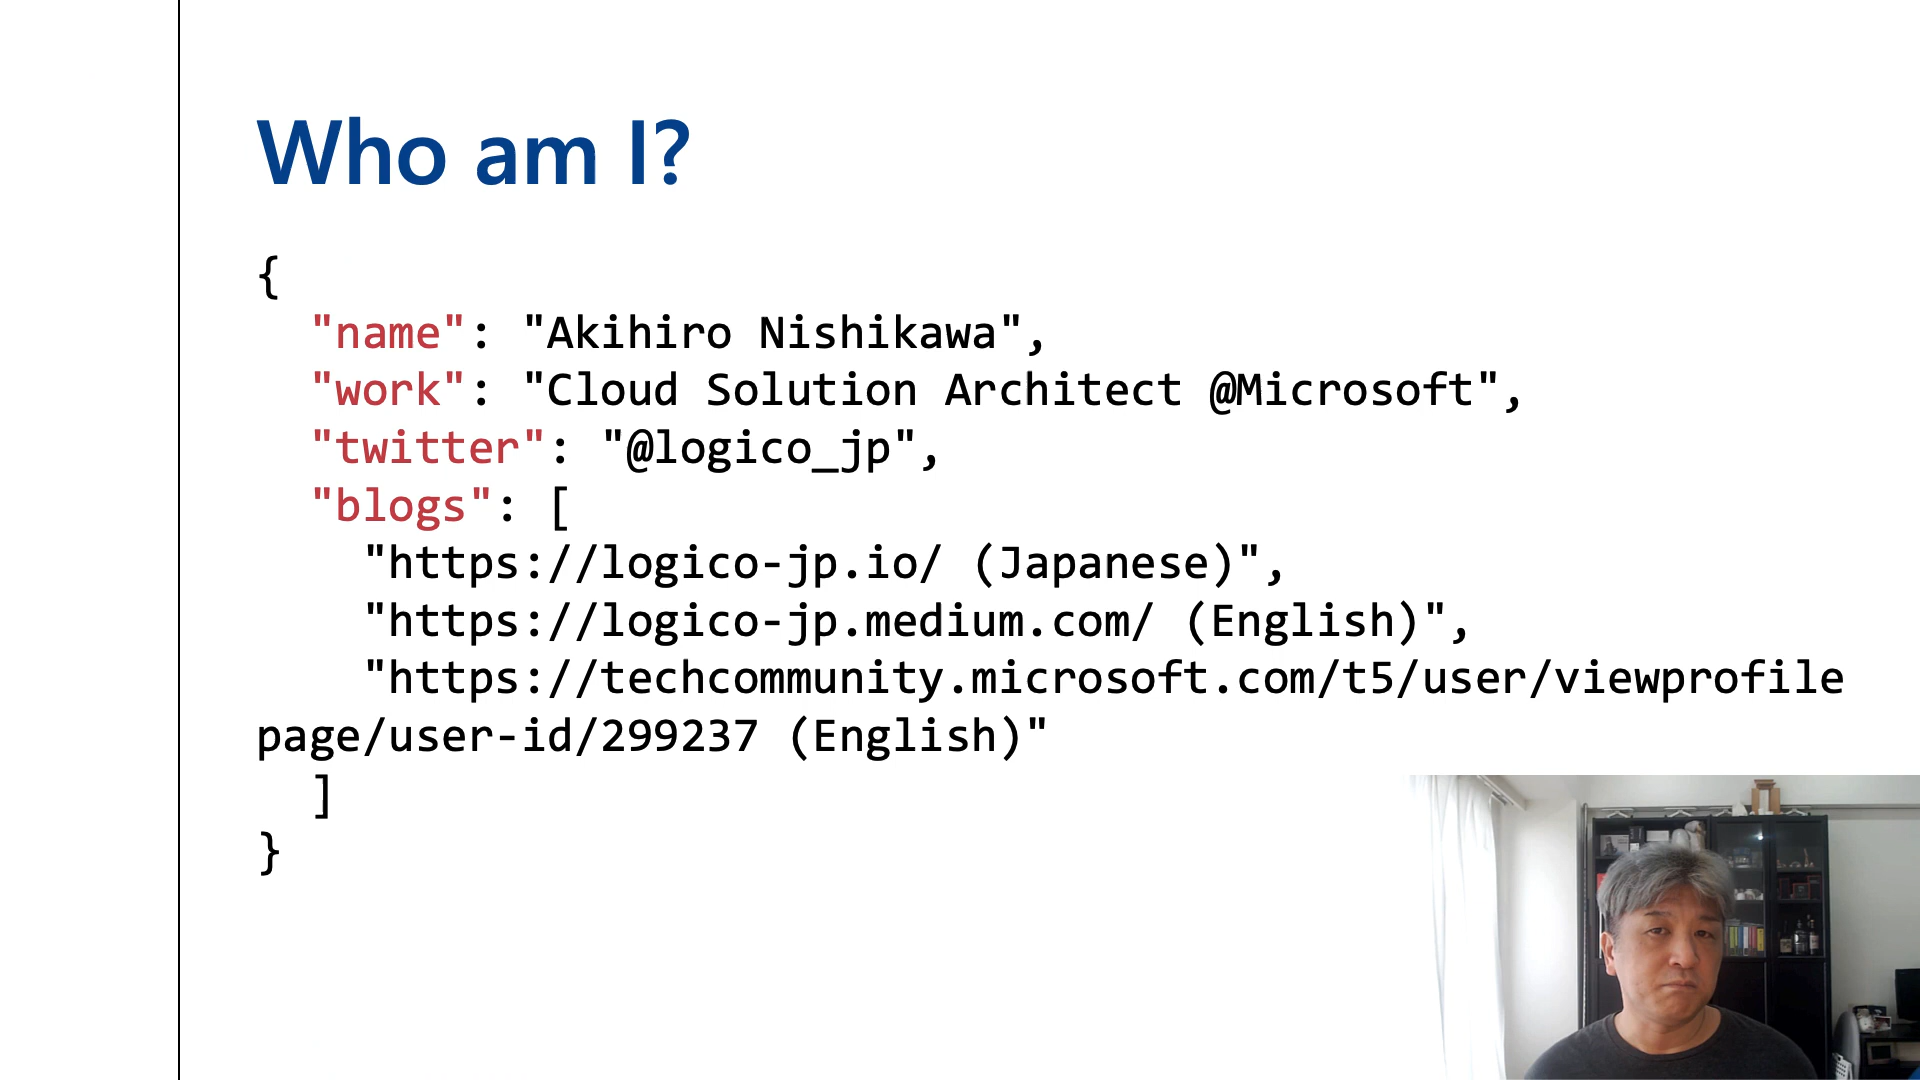 Who am I?
{
"name": "Akihiro Nishikawa",
"work": "Cloud Solution Architect @Microsoft",
"twitter": "@logico_jp",
"blogs": [
"https://logico-jp.io/ (Japanese)",
"https://logico-jp.medium.com/ (English)",
"https://techcommunity.microsoft.com/t5/user/viewprofile
page/user-id/299237 (English)"
]
}